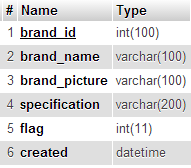 # Name Type
1 brand_id int(100)
2 brand_name varchar(100)
3 brand_picture varchar(100)
4 specification varchar(200)
5 flag int(11)
6 created datetime